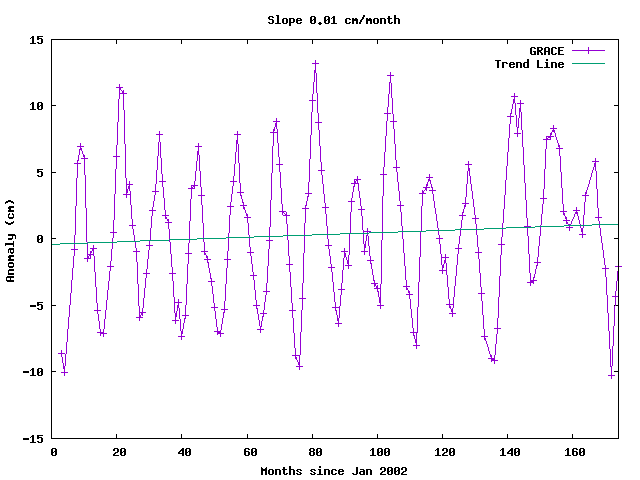 Slope 0.01 cm/month
15
GRACE
Trend Line
10
5
0
-5
-10
-15
Anomaly (cm)
0 20 40 60 80 100 120 140 160
Months since Jan 2002